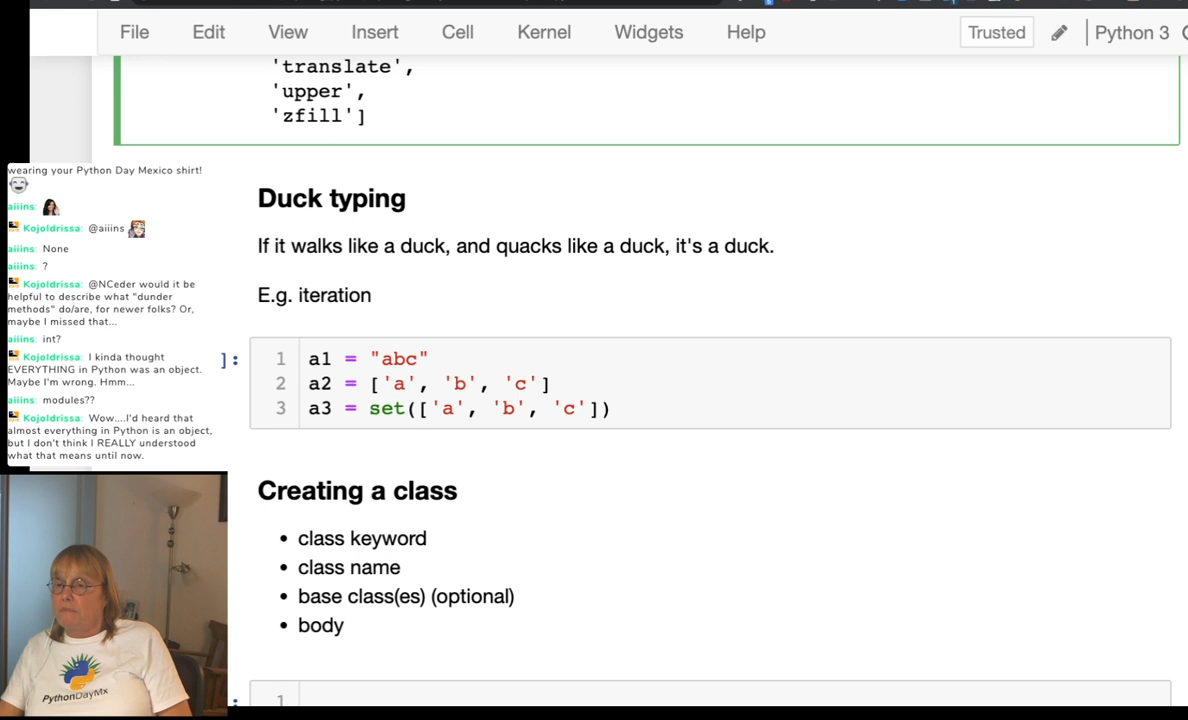 File Edit View Insert Cell Kernel Widgets Help Trusted Python 3
'translate',
'upper',
'zfill']
wearing your Python Day Mexico shirt!
aiiins:
KojoIdrissa: @aiiins
aiiins: None
aiiins: ?
KojoIdrissa: @NCeder would it be
helpful to describe what "dunder
methods" do/are, for newer folks? Or,
maybe I missed that...
aiiins: int?
KojoIdrissa: I kinda thought
EVERYTHING in Python was an object.
Maybe I'm wrong. Hmm...
aiiins: modules??
KojoIdrissa: Wow....I'd heard that
almost everything in Python is an object,
but I don't think I REALLY understood
what that means until now.
Duck typing
If it walks like a duck, and quacks like a duck, it's a duck.
E.g. iteration
]:
1 a1 = "abc"
2 a2 = ['a', 'b', 'c']
3 a3 = set(['a', 'b', 'c'])
Creating a class
• class keyword
• class name
• base class(es) (optional)
• body
: 1
PythonDayMx